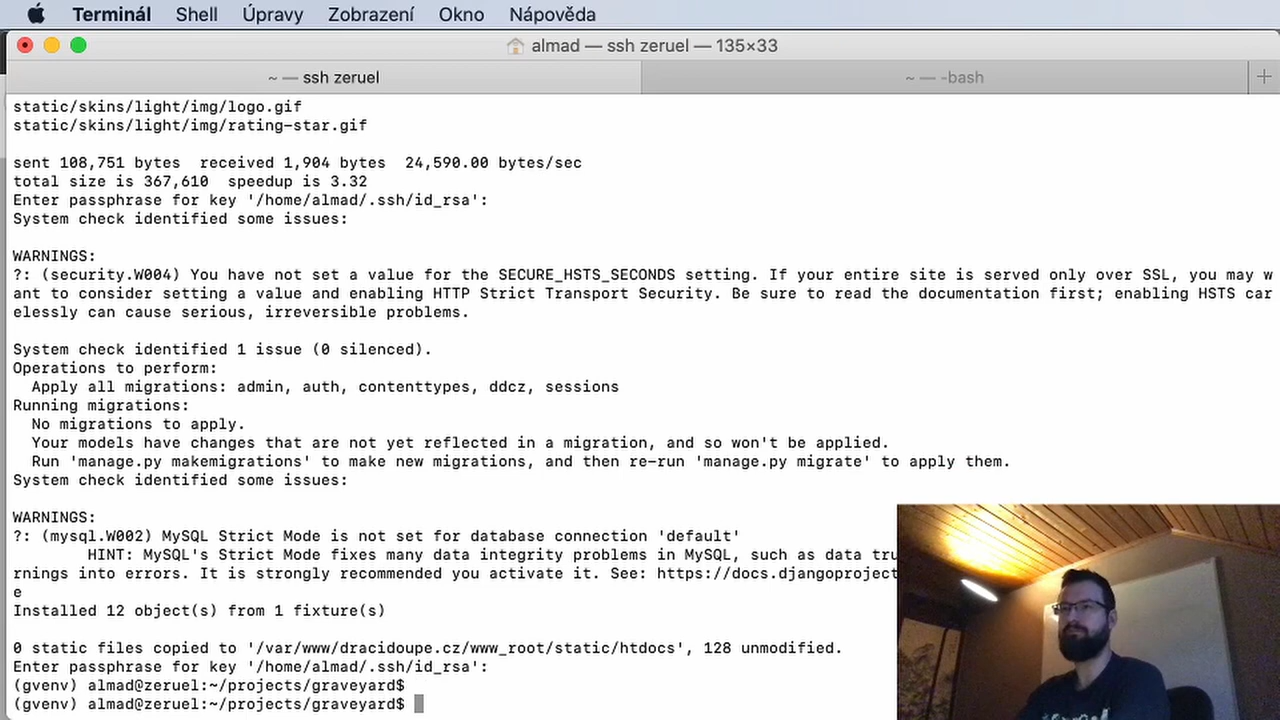 Terminál Shell Úpravy Zobrazení Okno Nápověda
almad — ssh zeruel — 135×33
~ — ssh zeruel ~ — -bash
static/skins/light/img/logo.gif
static/skins/light/img/rating-star.gif
sent 108,751 bytes  received 1,904 bytes  24,590.00 bytes/sec
total size is 367,610  speedup is 3.32
Enter passphrase for key '/home/almad/.ssh/id_rsa':
System check identified some issues:
WARNINGS:
?: (security.W004) You have not set a value for the SECURE_HSTS_SECONDS setting. If your entire site is served only over SSL, you may w
ant to consider setting a value and enabling HTTP Strict Transport Security. Be sure to read the documentation first; enabling HSTS car
elessly can cause serious, irreversible problems.
System check identified 1 issue (0 silenced).
Operations to perform:
Apply all migrations: admin, auth, contenttypes, ddcz, sessions
Running migrations:
No migrations to apply.
Your models have changes that are not yet reflected in a migration, and so won't be applied.
Run 'manage.py makemigrations' to make new migrations, and then re-run 'manage.py migrate' to apply them.
System check identified some issues:
WARNINGS:
?: (mysql.W002) MySQL Strict Mode is not set for database connection 'default'
HINT: MySQL's Strict Mode fixes many data integrity problems in MySQL, such as data tru
rnings into errors. It is strongly recommended you activate it. See: https://docs.djangoproject
e
Installed 12 object(s) from 1 fixture(s)
0 static files copied to '/var/www/dracidoupe.cz/www_root/static/htdocs', 128 unmodified.
Enter passphrase for key '/home/almad/.ssh/id_rsa':
(gvenv) almad@zeruel:~/projects/graveyard$
(gvenv) almad@zeruel:~/projects/graveyard$